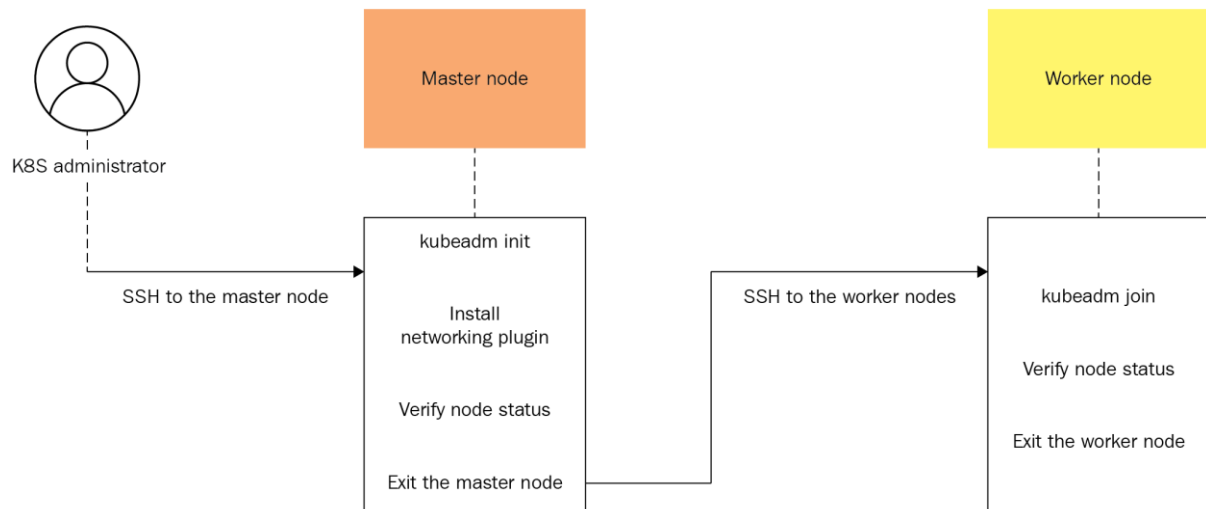 K8S administrator
Master node
Worker node
SSH to the master node
kubeadm init
Install
networking plugin
Verify node status
Exit the master node
SSH to the worker nodes
kubeadm join
Verify node status
Exit the worker node